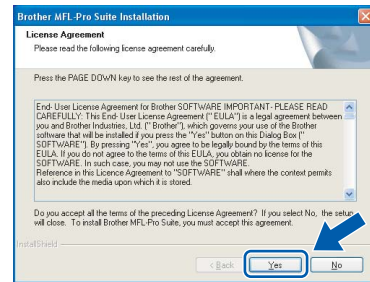 Brother MFL-Pro Suite Installation
License Agreement
Please read the following license agreement carefully.
Press the PAGE DOWN key to see the rest of the agreement.
End- User License Agreement for Brother SOFTWARE IMPORTANT- PLEASE READ
CAREFULLY: This End- User License Agreement (" EULA") is a legal agreement between
you and Brother Industries, Ltd. (" Brother"), which governs your use of the Brother
software that will be installed if you press the "Yes" button on this Dialog Box ("
SOFTWARE"). By pressing "Yes", you agree to be legally bound by the terms of this
EULA. If you do not agree to the terms of this EULA, you obtain no license for the
SOFTWARE. In such case, you may not use the SOFTWARE.
Reference in this Licence Agreement to "SOFTWARE" shall where the context permits
also include the media upon which it is stored.
Do you accept all the terms of the preceding License Agreement? If you select No, the setup
will close. To install Brother MFL-Pro Suite, you must accept this agreement.
InstallShield
< Back Yes No